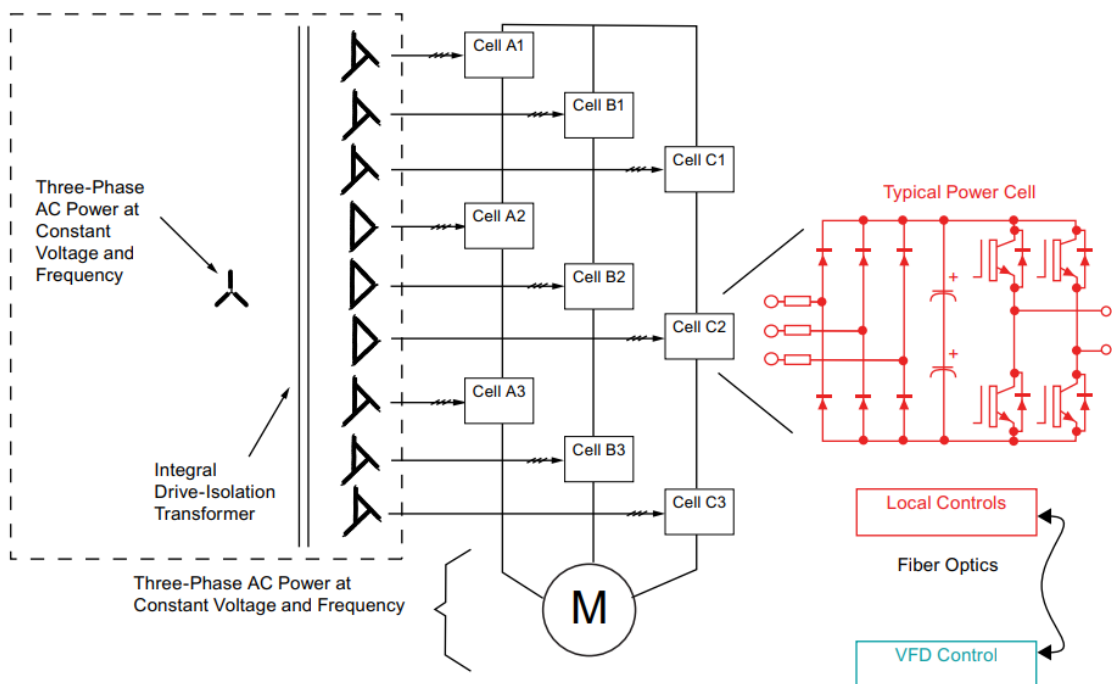 Cell A1
Cell B1
Cell C1
Three-Phase
AC Power at
Constant
Voltage and
Frequency
Typical Power Cell
Cell A2
Cell B2
+
Cell C2
+
Cell A3
Cell B3
Integral
Drive-Isolation
Transformer
Cell C3
Local Controls
Fiber Optics
Three-Phase AC Power at
Constant Voltage and Frequency
M
VFD Control